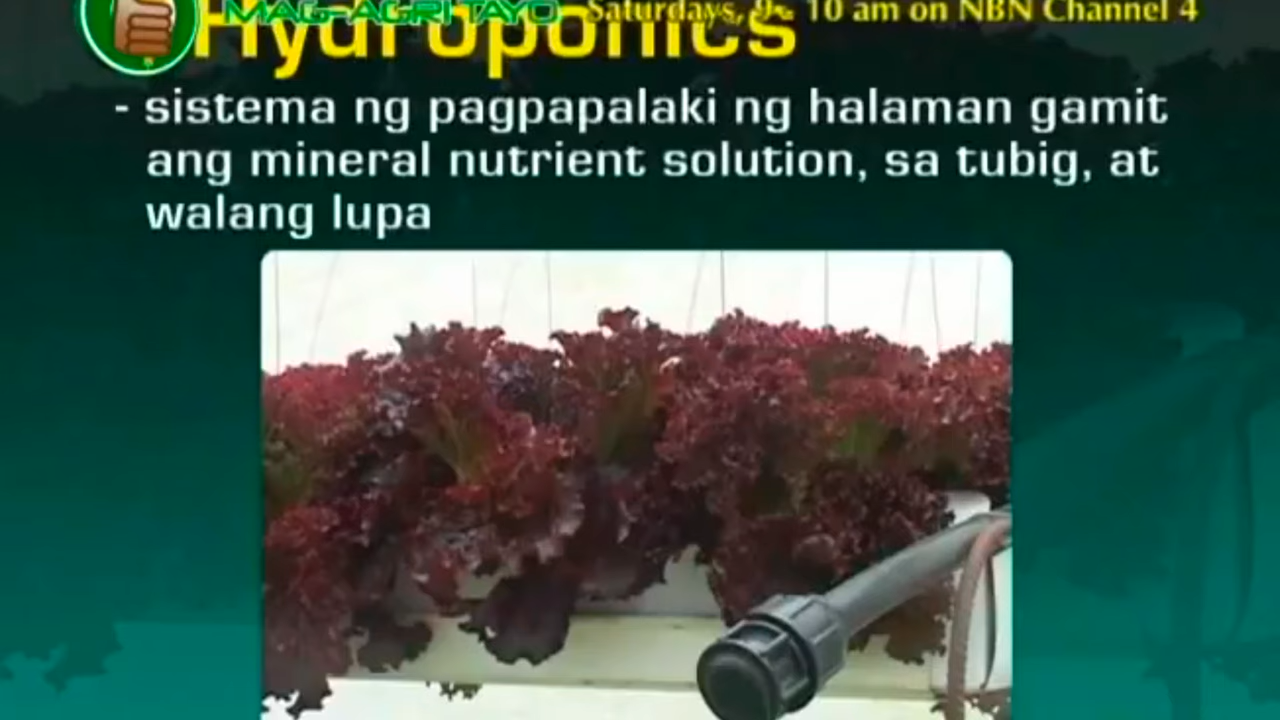 MAG-AGRI TAYO Saturdays, 9 - 10 am on NBN Channel 4
Hydroponics
- sistema ng pagpapalaki ng halaman gamit
ang mineral nutrient solution, sa tubig, at
walang lupa